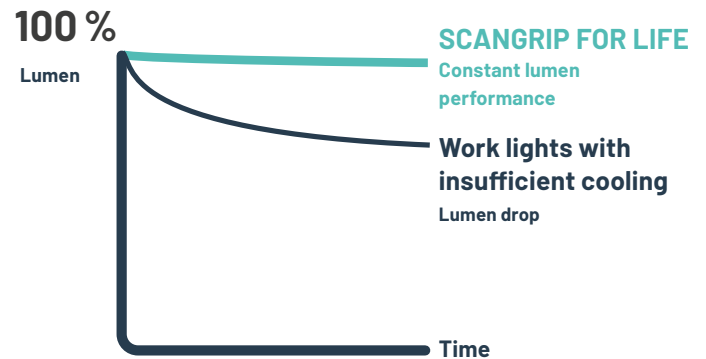 100 %
Lumen
SCANGRIP FOR LIFE
Constant lumen
performance
Work lights with
insufficient cooling
Lumen drop
Time